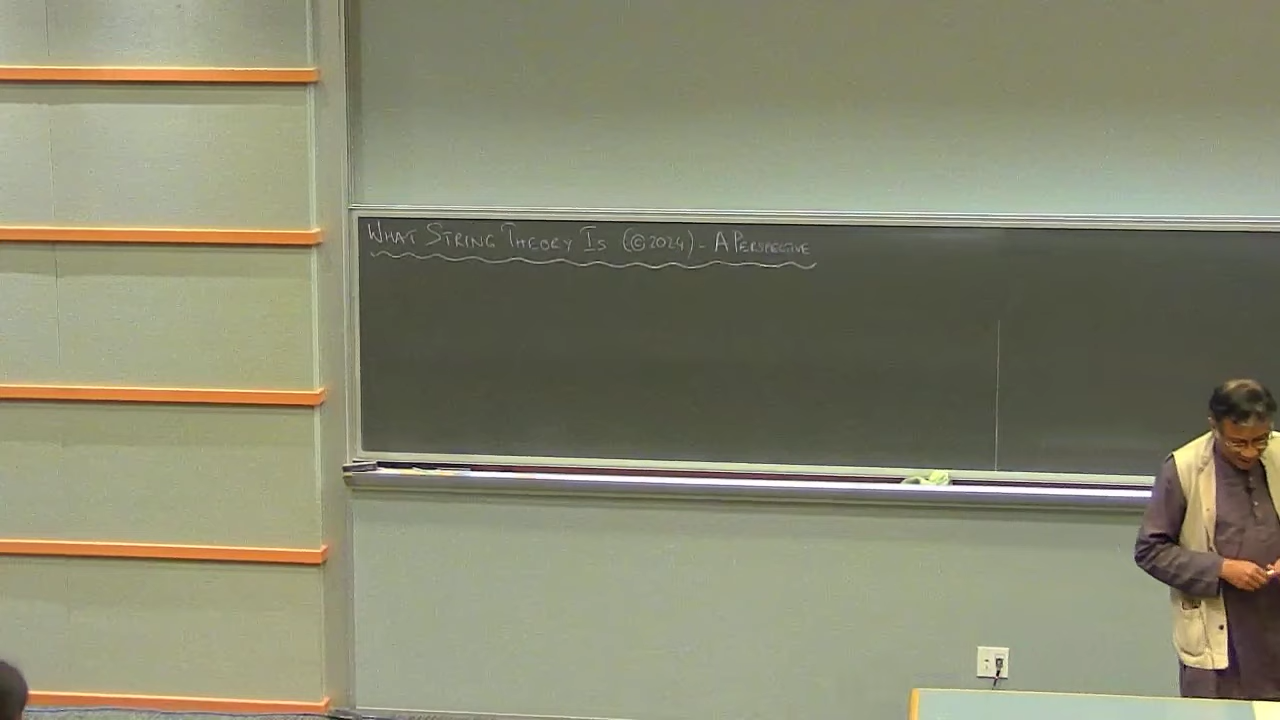 WHAT STRING THEORY IS (©2024) - A PERSPECTIVE